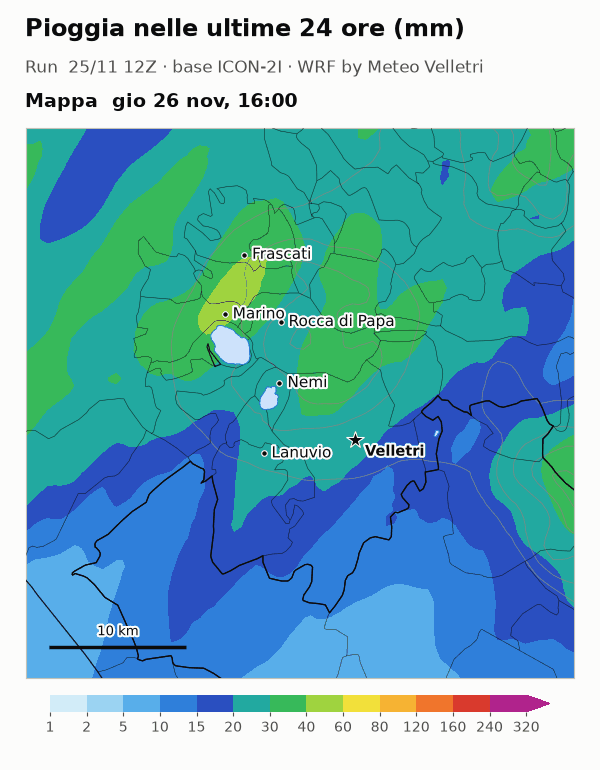 Pioggia nelle ultime 24 ore (mm)
Run 25/11 12Z · base ICON-2I · WRF by Meteo Velletri
Mappa gio 26 nov, 16:00
Frascati
Marino
Rocca di Papa
Nemi
Velletri
Lanuvio
10 km
1 2 5 10 15 20 30 40 60 80 120 160 240 320